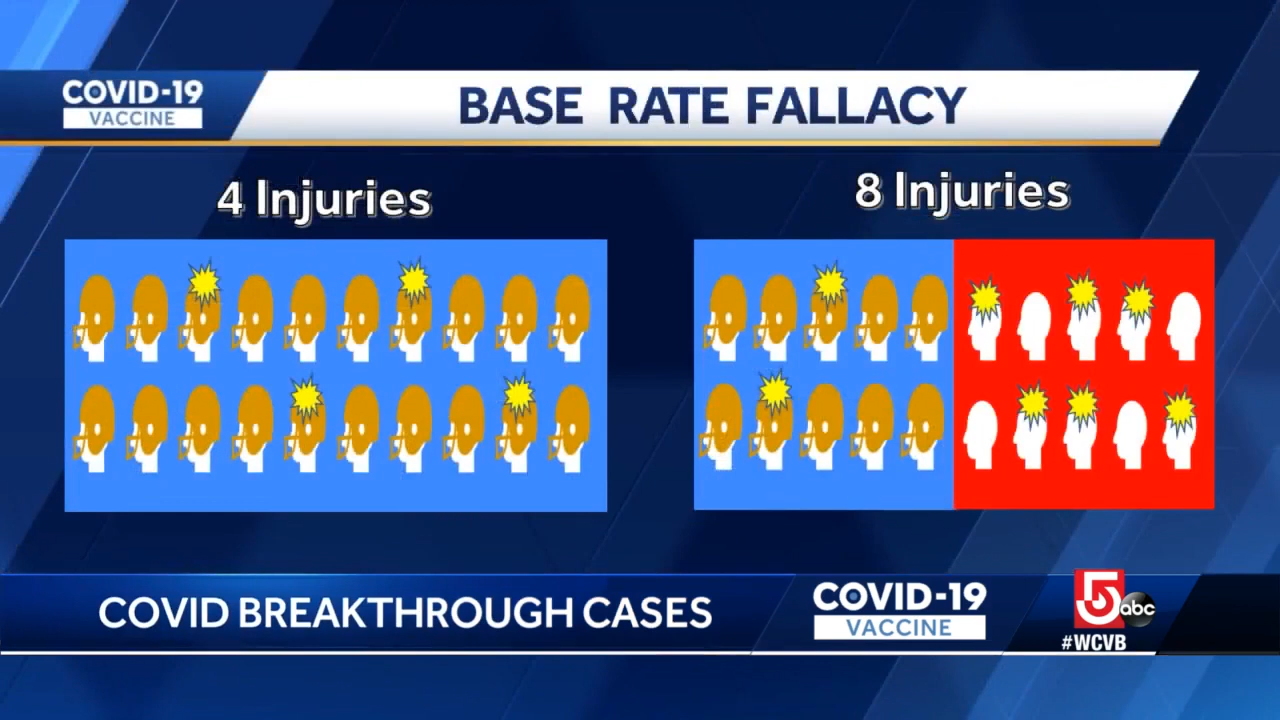 COVID-19
VACCINE
BASE RATE FALLACY
4 Injuries
8 Injuries
COVID BREAKTHROUGH CASES
COVID-19
VACCINE
5 abc
#WCVB